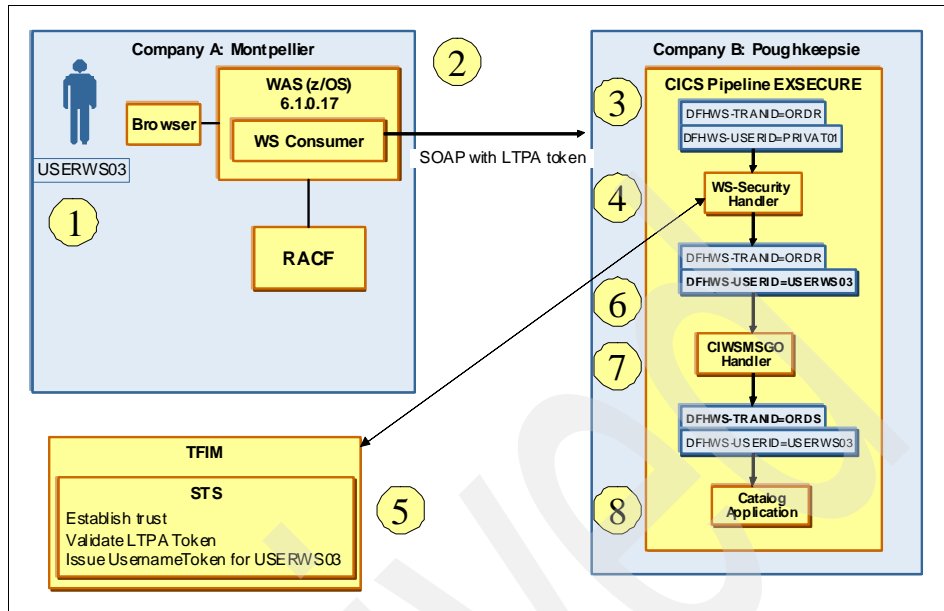 Company A: Montpellier
USERWS03
1
Browser
WAS (z/OS)
6.1.0.17
WS Consumer
RACF
2
SOAP with LTPA token
Company B: Poughkeepsie
CICS Pipeline EXSECURE
3
DFHWS-TRANID=ORDR
DFHWS-USERID=PRIVAT01
4
WS-Security
Handler
DFHWS-TRANID=ORDR
DFHWS-USERID=USERWS03
6
CIWSMSGO
Handler
7
DFHWS-TRANID=ORDS
DFHWS-USERID=USERWS03
8
Catalog
Application
TFIM
STS
Establish trust
Validate LTPA Token
Issue UsernameToken for USERWS03
5